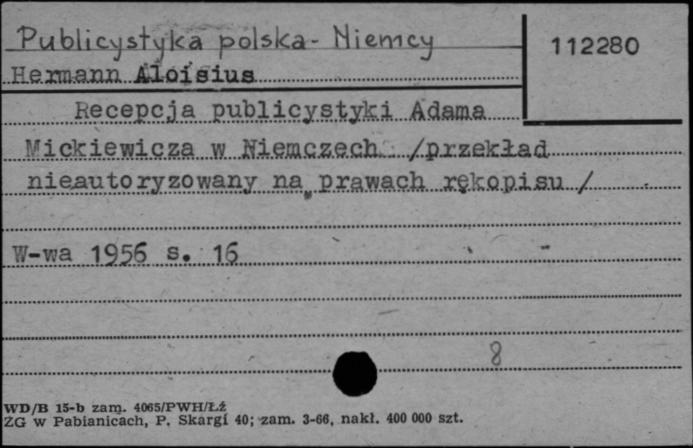 Publicystyka polska - Niemcy
112280
Hermann Aloisius
Recepcja publicystyki Adama
Mickiewicza w Niemczech /przekład
nieautoryzowany na prawach rękopisu /
W-wa 1956 s. 16
8
WD/B 15-b zam. 4065/PWH/Łź
ZG w Pabianicach, P. Skargi 40; zam. 3-66, nakł. 400 000 szt.